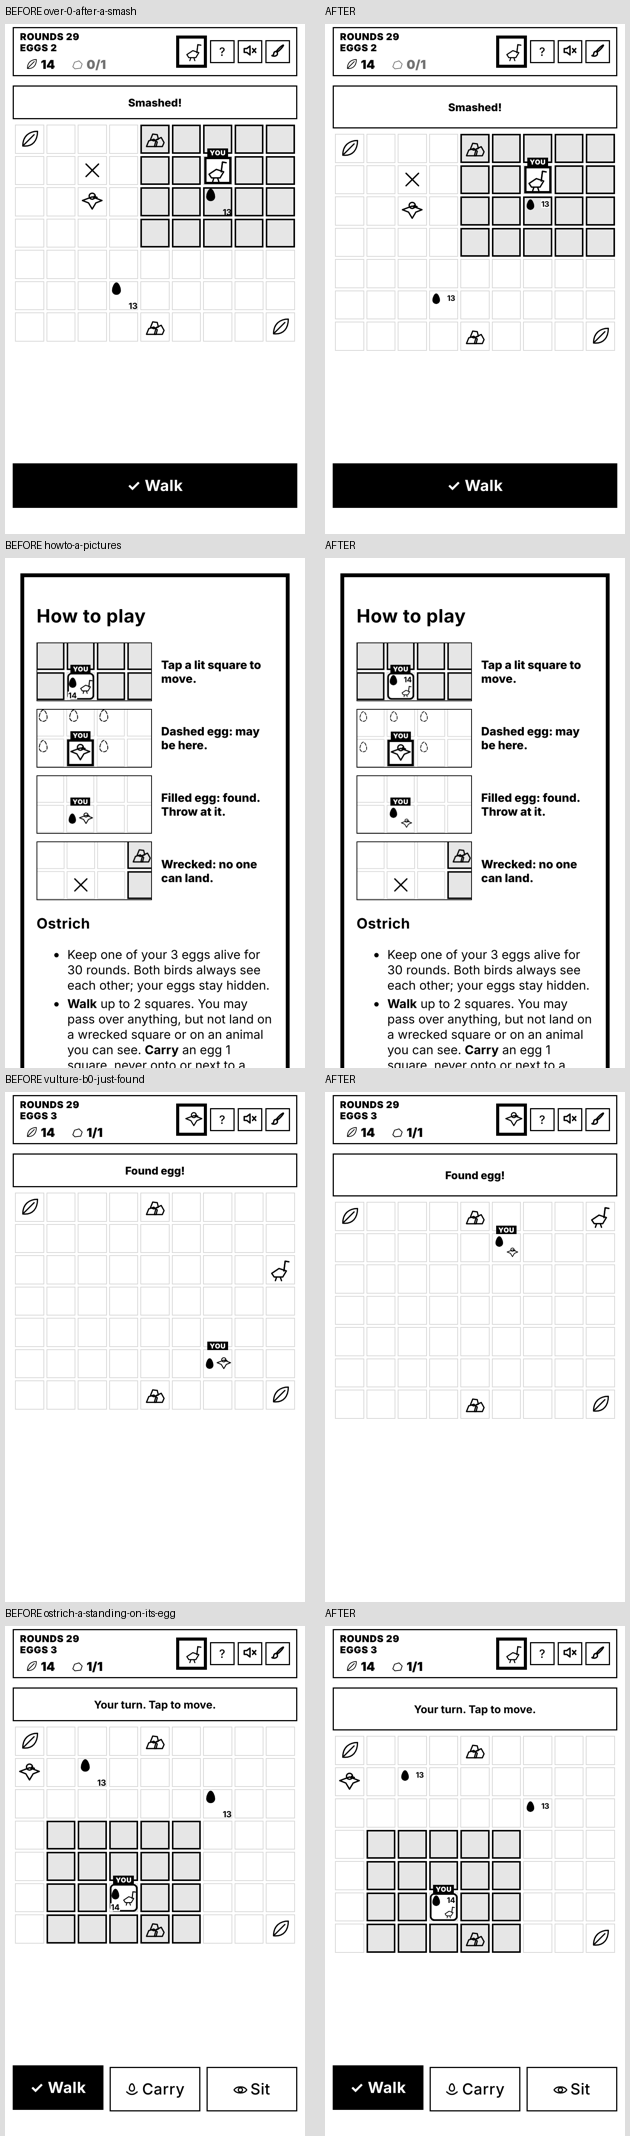 BEFORE over-0-after-a-smash
AFTER
ROUNDS 29
EGGS 2
14 0/1
?
Smashed!
YOU
13
13
✓ Walk
ROUNDS 29
EGGS 2
14 0/1
?
Smashed!
YOU
13
13
✓ Walk
BEFORE howto-a-pictures
AFTER
How to play
YOU
14
Tap a lit square to
move.
YOU
Dashed egg: may
be here.
YOU
Filled egg: found.
Throw at it.
Wrecked: no one
can land.
Ostrich
• Keep one of your 3 eggs alive for
30 rounds. Both birds always see
each other; your eggs stay hidden.
• Walk up to 2 squares. You may
pass over anything, but not land on
a wrecked square or on an animal
you can see. Carry an egg 1
square, never onto or next to a
How to play
YOU
14
Tap a lit square to
move.
YOU
Dashed egg: may
be here.
YOU
Filled egg: found.
Throw at it.
Wrecked: no one
can land.
Ostrich
• Keep one of your 3 eggs alive for
30 rounds. Both birds always see
each other; your eggs stay hidden.
• Walk up to 2 squares. You may
pass over anything, but not land on
a wrecked square or on an animal
you can see. Carry an egg 1
square, never onto or next to a
BEFORE vulture-b0-just-found
AFTER
ROUNDS 29
EGGS 3
14 1/1
?
Found egg!
YOU
ROUNDS 29
EGGS 3
14 1/1
?
Found egg!
YOU
BEFORE ostrich-a-standing-on-its-egg
AFTER
ROUNDS 29
EGGS 3
14 1/1
?
Your turn. Tap to move.
13
13
YOU
14
✓ Walk
Carry
Sit
ROUNDS 29
EGGS 3
14 1/1
?
Your turn. Tap to move.
13
13
YOU
14
✓ Walk
Carry
Sit